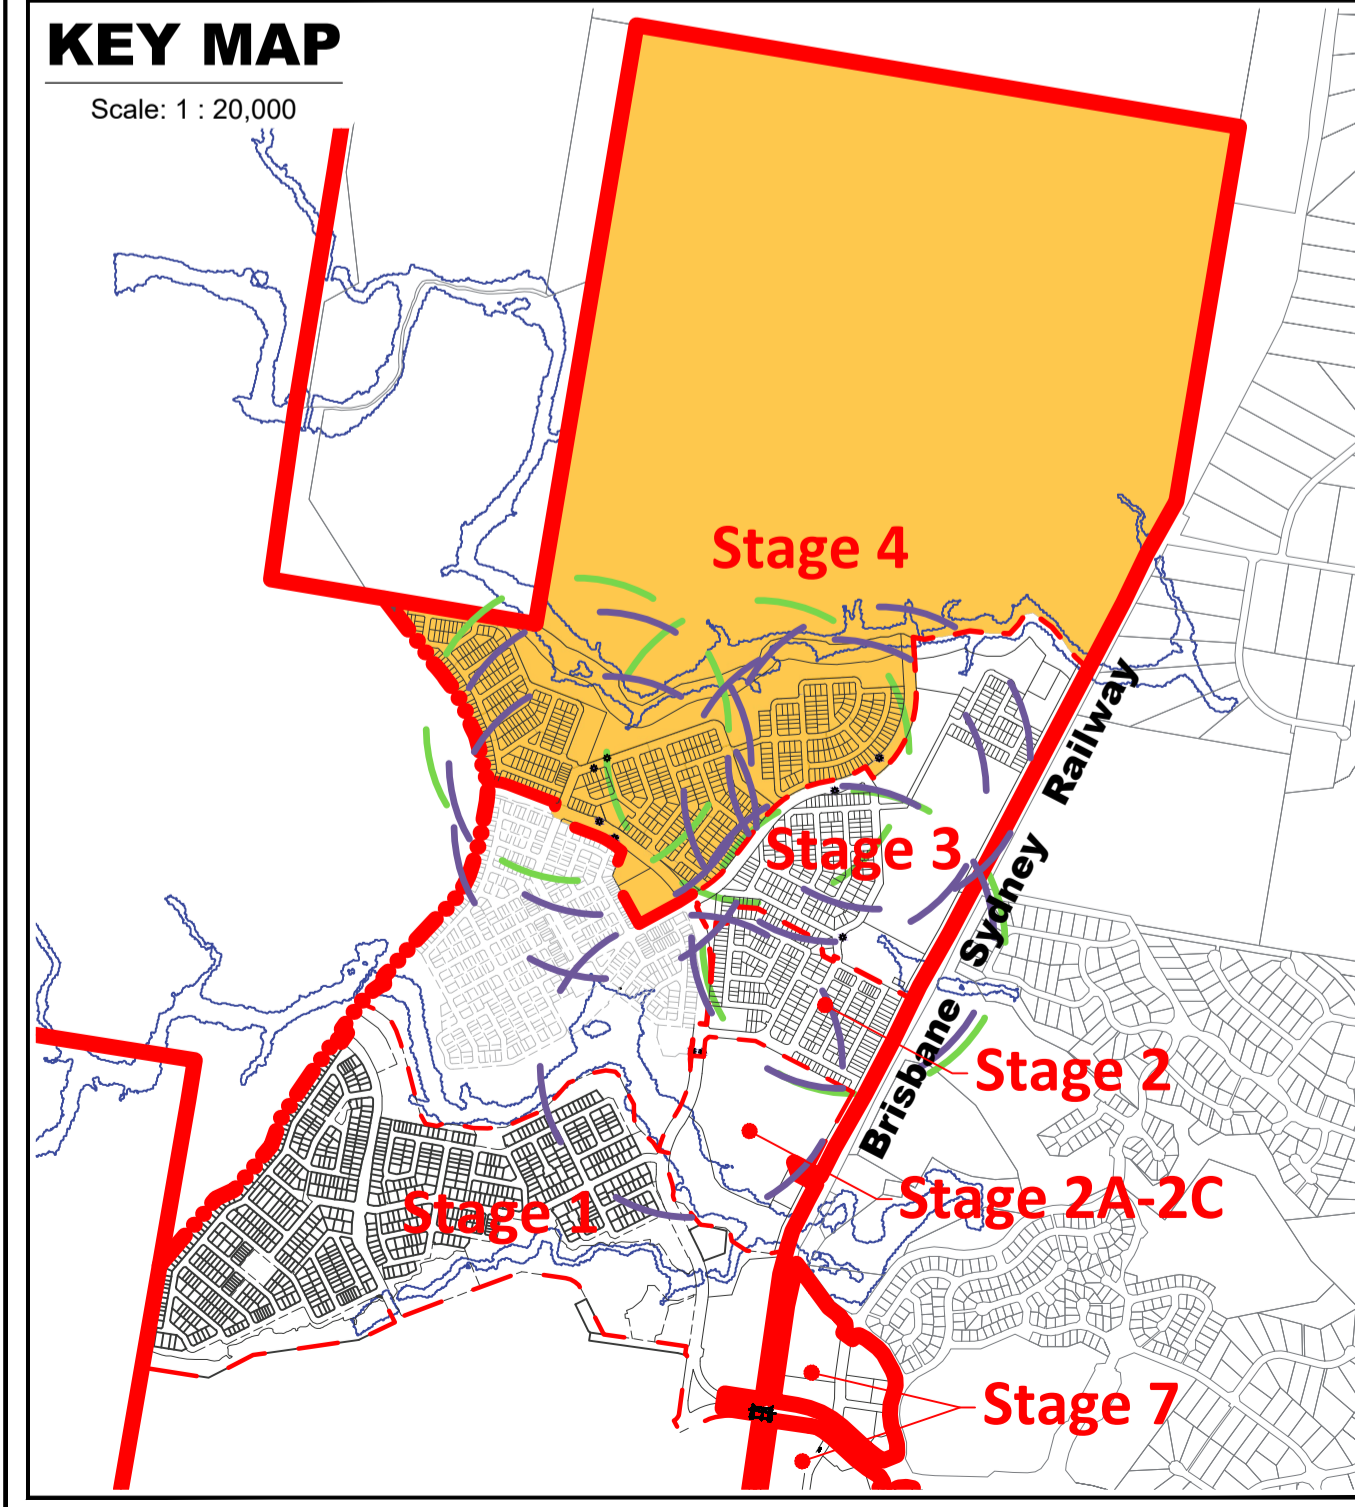 KEY MAP
Scale: 1 : 20,000
Stage 4
Stage 3
Brisbane Sydney Railway
Stage 2
Stage 2A-2C
Stage 1
Stage 7